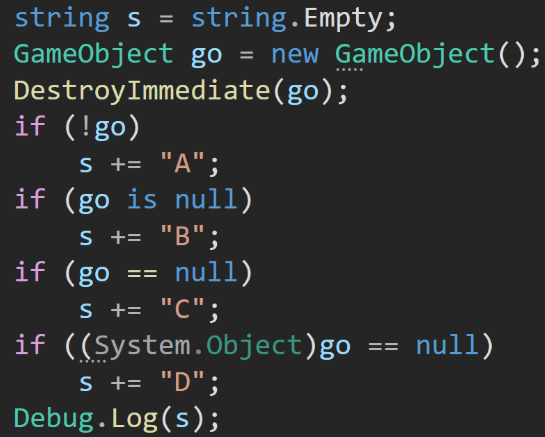 string s = string.Empty;
GameObject go = new GameObject();
DestroyImmediate(go);
if (!go)
    s += "A";
if (go is null)
    s += "B";
if (go == null)
    s += "C";
if ((System.Object)go == null)
    s += "D";
Debug.Log(s);